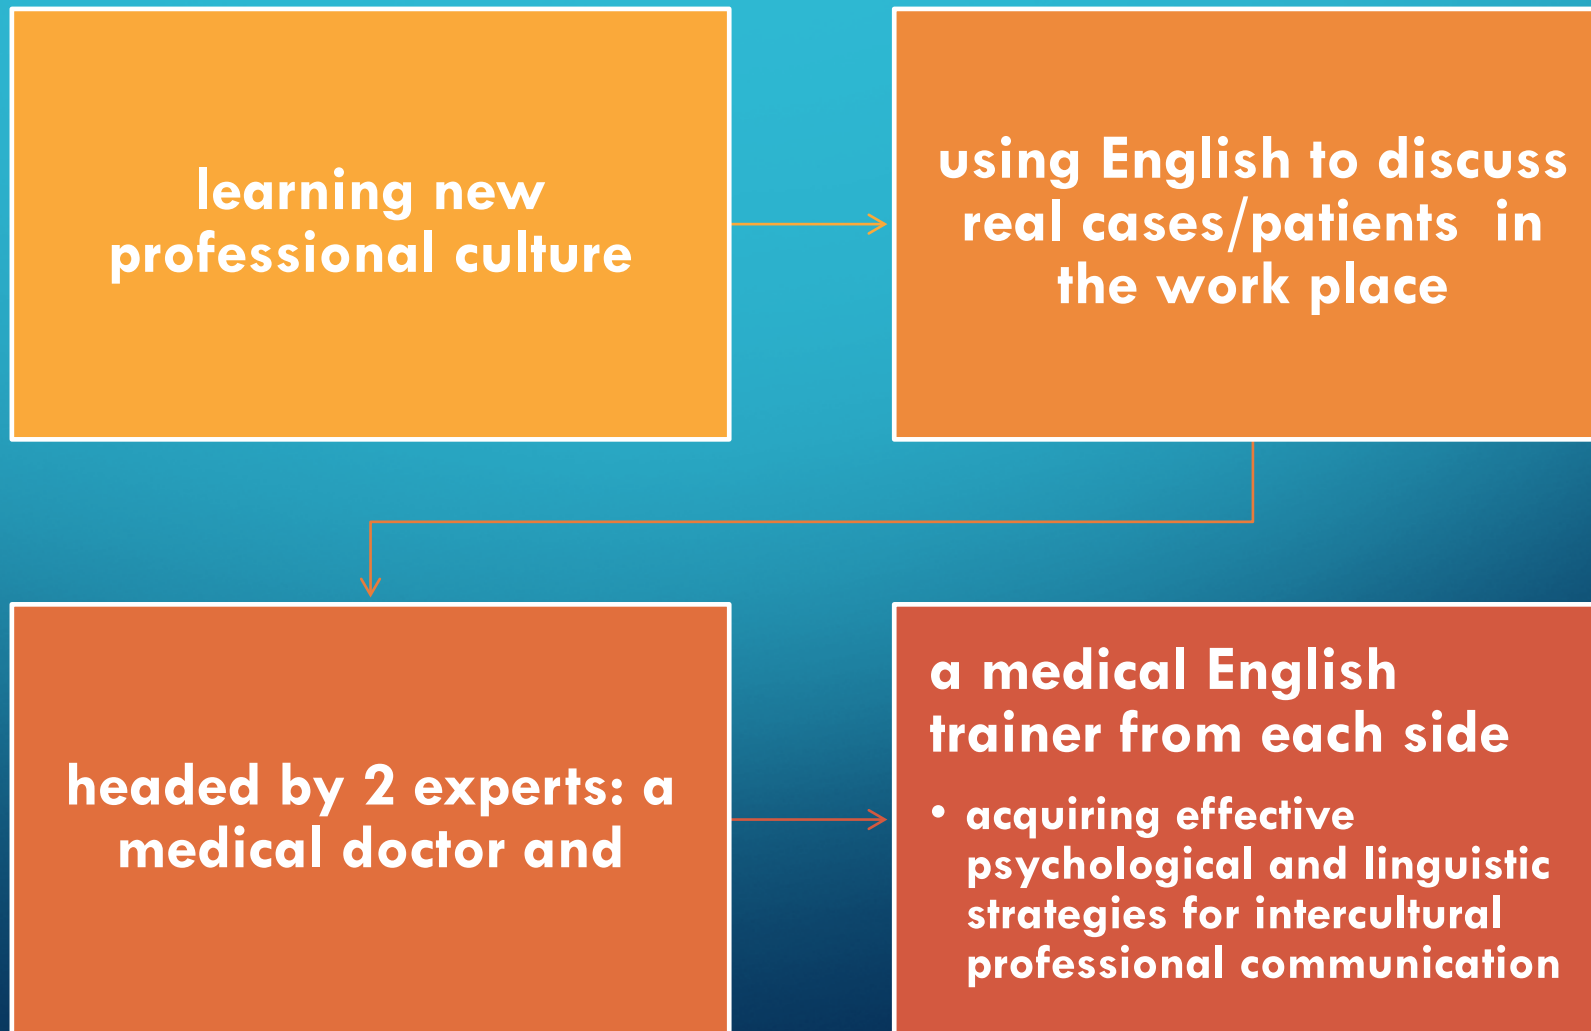 learning new
professional culture
using English to discuss
real cases/patients  in
the work place
headed by 2 experts: a
medical doctor and
a medical English
trainer from each side
• acquiring effective
psychological and linguistic
strategies for intercultural
professional communication